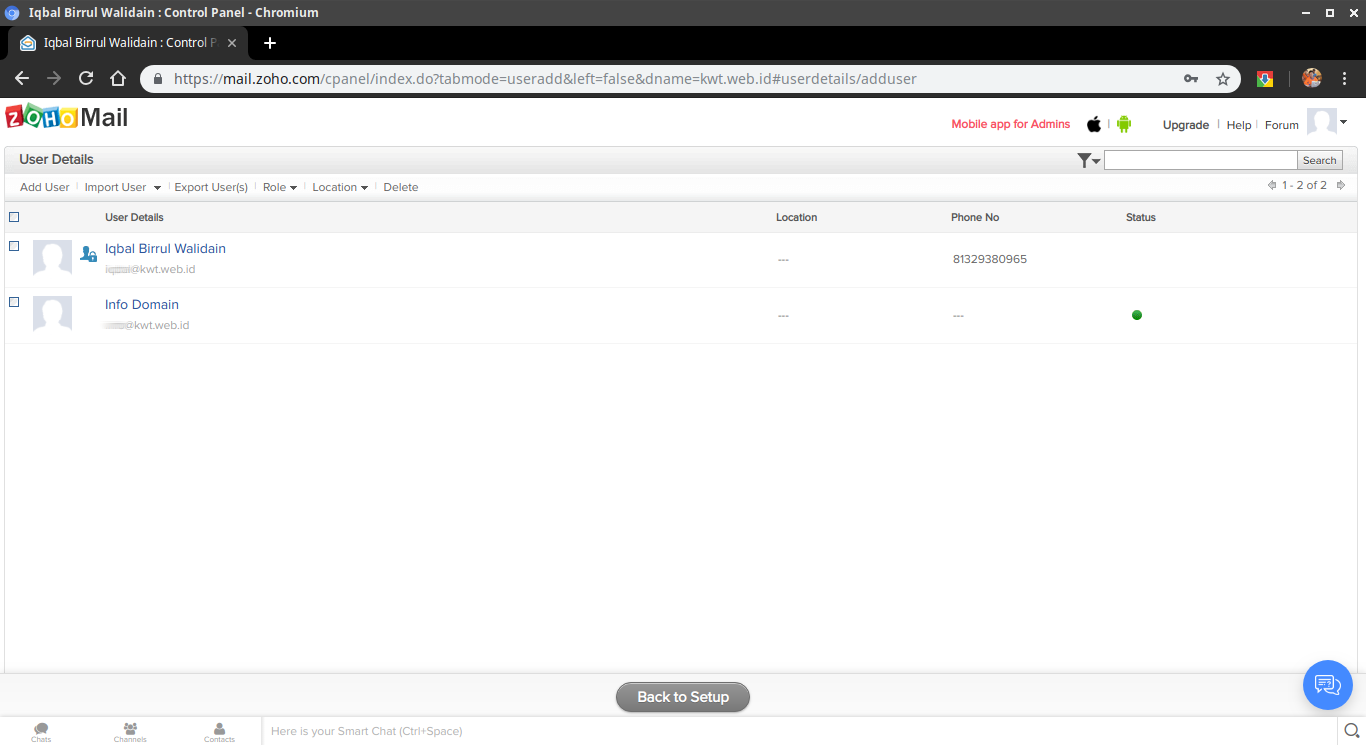 Iqbal Birrul Walidain : Control Panel - Chromium
Iqbal Birrul Walidain : Control P
https://mail.zoho.com/cpanel/index.do?tabmode=useradd&left=false&dname=kwt.web.id#userdetails/adduser
ZOHO Mail
Mobile app for Admins Upgrade Help Forum
User Details Search
Add User Import User Export User(s) Role Location Delete 1 - 2 of 2
User Details Location Phone No Status
Iqbal Birrul Walidain
@kwt.web.id --- 81329380965
Info Domain
@kwt.web.id --- ---
Back to Setup
Chats Channels Contacts Here is your Smart Chat (Ctrl+Space)